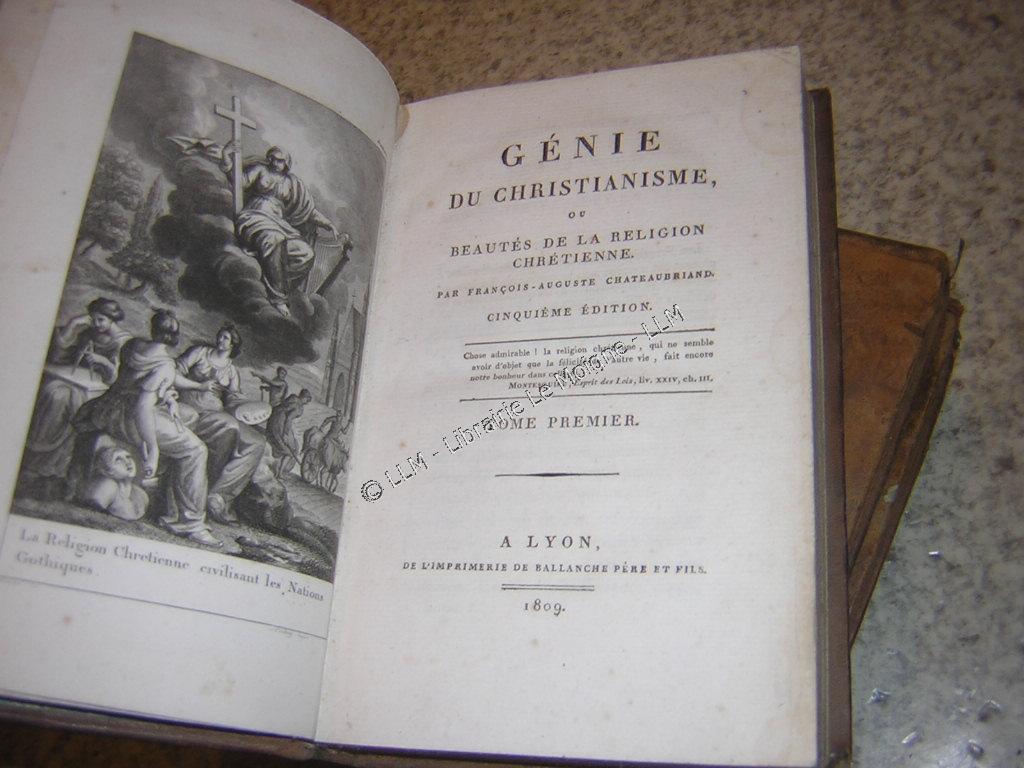 La Religion Chretienne civilisant les Nations
Gothiques.
GÉNIE
DU CHRISTIANISME,
OU
BEAUTÉS DE LA RELIGION
CHRÉTIENNE.
PAR FRANÇOIS-AUGUSTE CHATEAUBRIAND.
CINQUIÉME ÉDITION.
Chose admirable ! la religion chrétienne, qui ne semble
avoir d'objet que la félicité de l'autre vie, fait encore
notre bonheur dans
MONTESQUIEU, Esprit des Lois, liv. XXIV, ch. III.
TOME PREMIER.
A LYON,
DE L'IMPRIMERIE DE BALLANCHE PÈRE ET FILS.
1809.
© LLM - Librairie Le Moigne - LLM